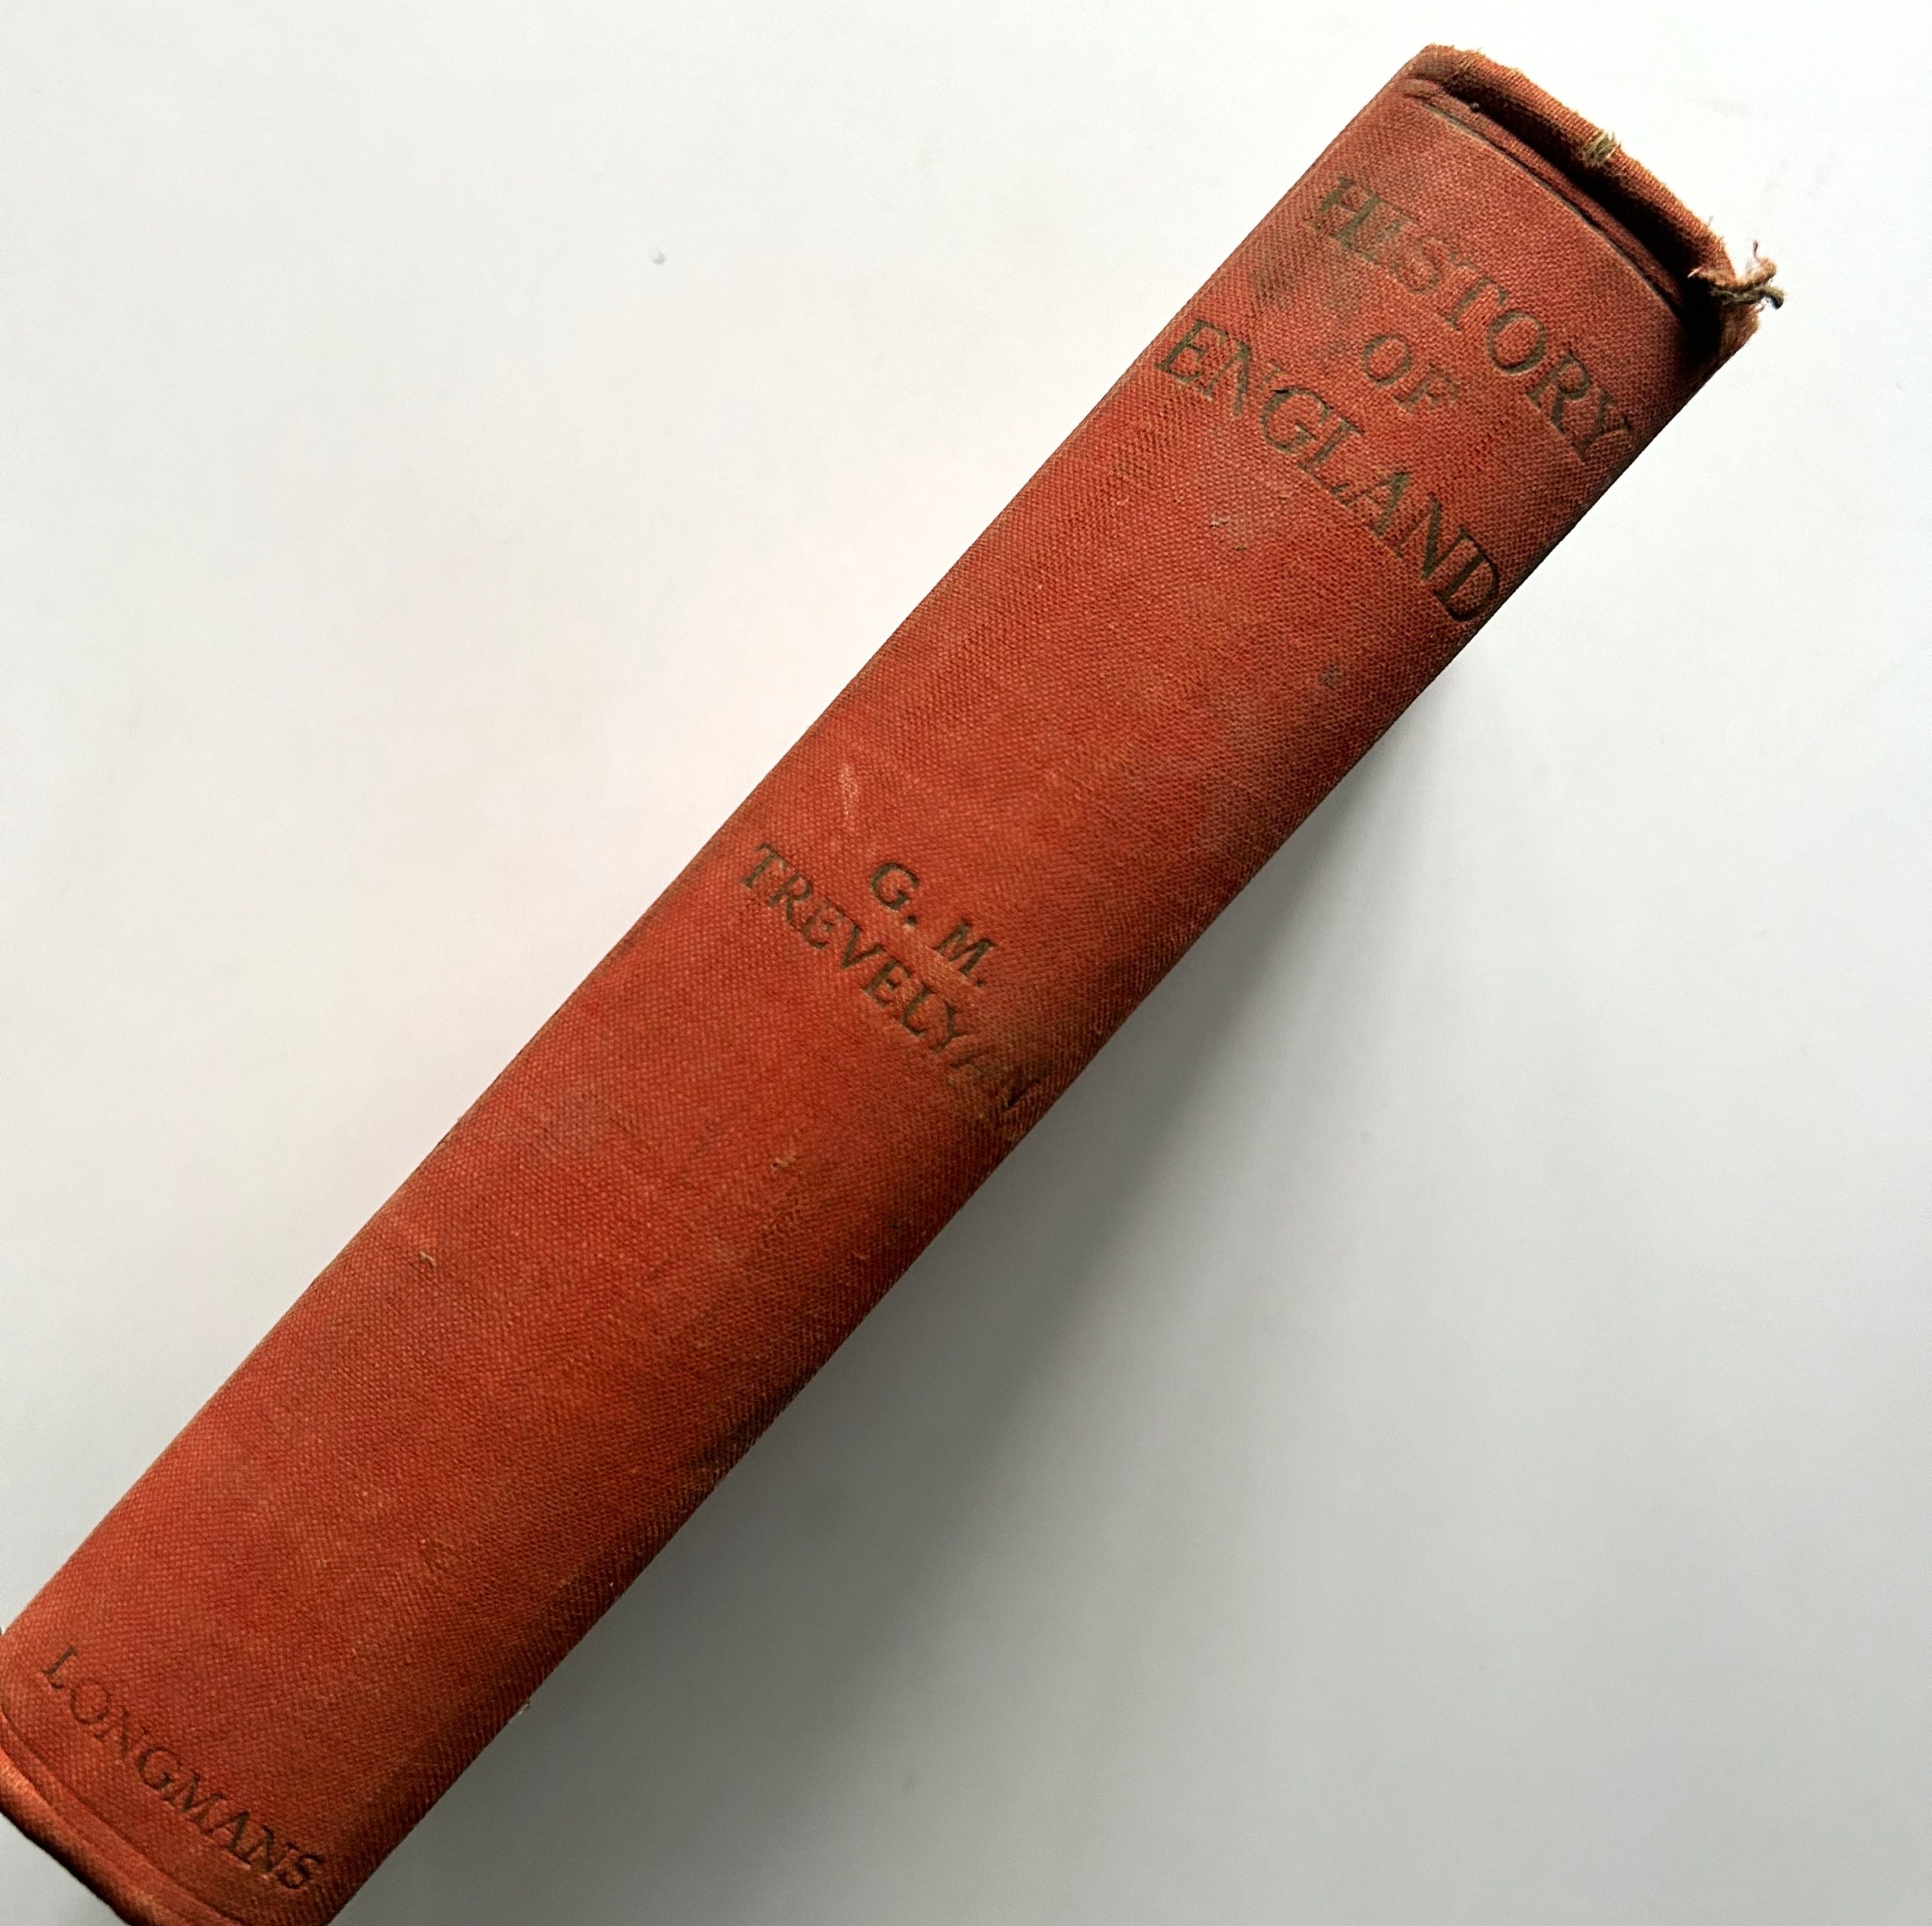 HISTORY
OF
ENGLAND
G. M.
TREVELYAN
LONGMANS